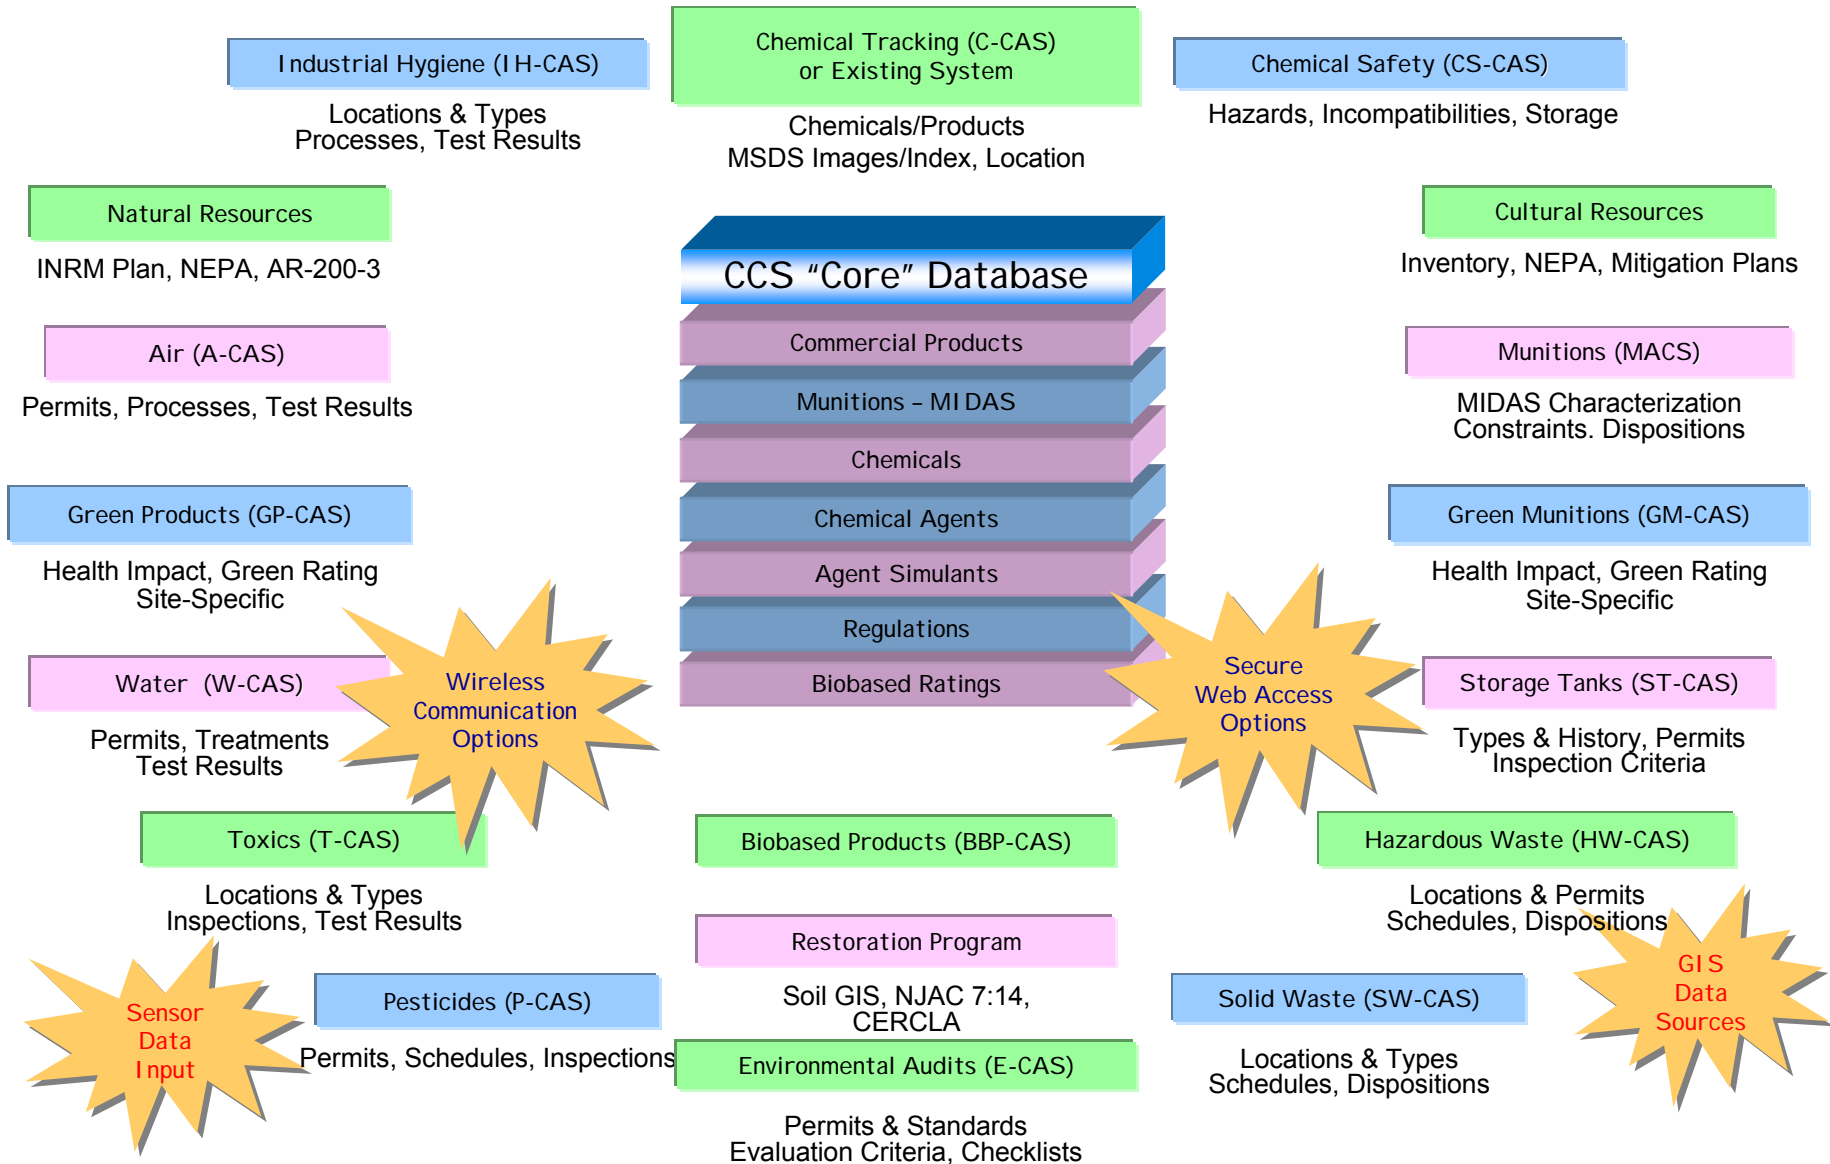 Industrial Hygiene (IH-CAS)
Locations & Types
Processes, Test Results
Chemical Tracking (C-CAS)
or Existing System
Chemicals/Products
MSDS Images/Index, Location
Chemical Safety (CS-CAS)
Hazards, Incompatibilities, Storage
Natural Resources
INRM Plan, NEPA, AR-200-3
Cultural Resources
Inventory, NEPA, Mitigation Plans
Air (A-CAS)
Permits, Processes, Test Results
Munitions (MACS)
MIDAS Characterization
Constraints. Dispositions
CCS “Core” Database
Commercial Products
Munitions – MIDAS
Chemicals
Chemical Agents
Agent Simulants
Regulations
Biobased Ratings
Green Products (GP-CAS)
Health Impact, Green Rating
Site-Specific
Green Munitions (GM-CAS)
Health Impact, Green Rating
Site-Specific
Water (W-CAS)
Permits, Treatments
Test Results
Wireless
Communication
Options
Secure
Web Access
Options
Storage Tanks (ST-CAS)
Types & History, Permits
Inspection Criteria
Toxics (T-CAS)
Locations & Types
Inspections, Test Results
Biobased Products (BBP-CAS)
Hazardous Waste (HW-CAS)
Locations & Permits
Schedules, Dispositions
Restoration Program
Soil GIS, NJAC 7:14,
CERCLA
Sensor
Data
Input
Pesticides (P-CAS)
Permits, Schedules, Inspections
Environmental Audits (E-CAS)
Permits & Standards
Evaluation Criteria, Checklists
Solid Waste (SW-CAS)
Locations & Types
Schedules, Dispositions
GIS
Data
Sources